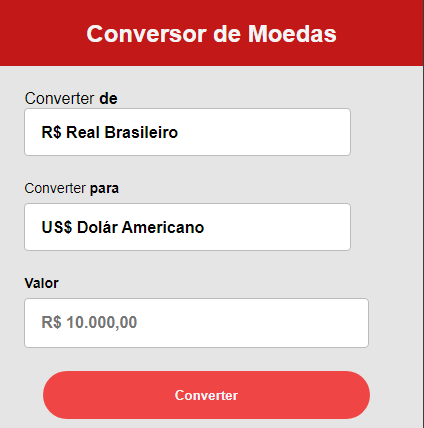 Conversor de Moedas
Converter de
R$ Real Brasileiro
Converter para
US$ Dolár Americano
Valor
R$ 10.000,00
Converter